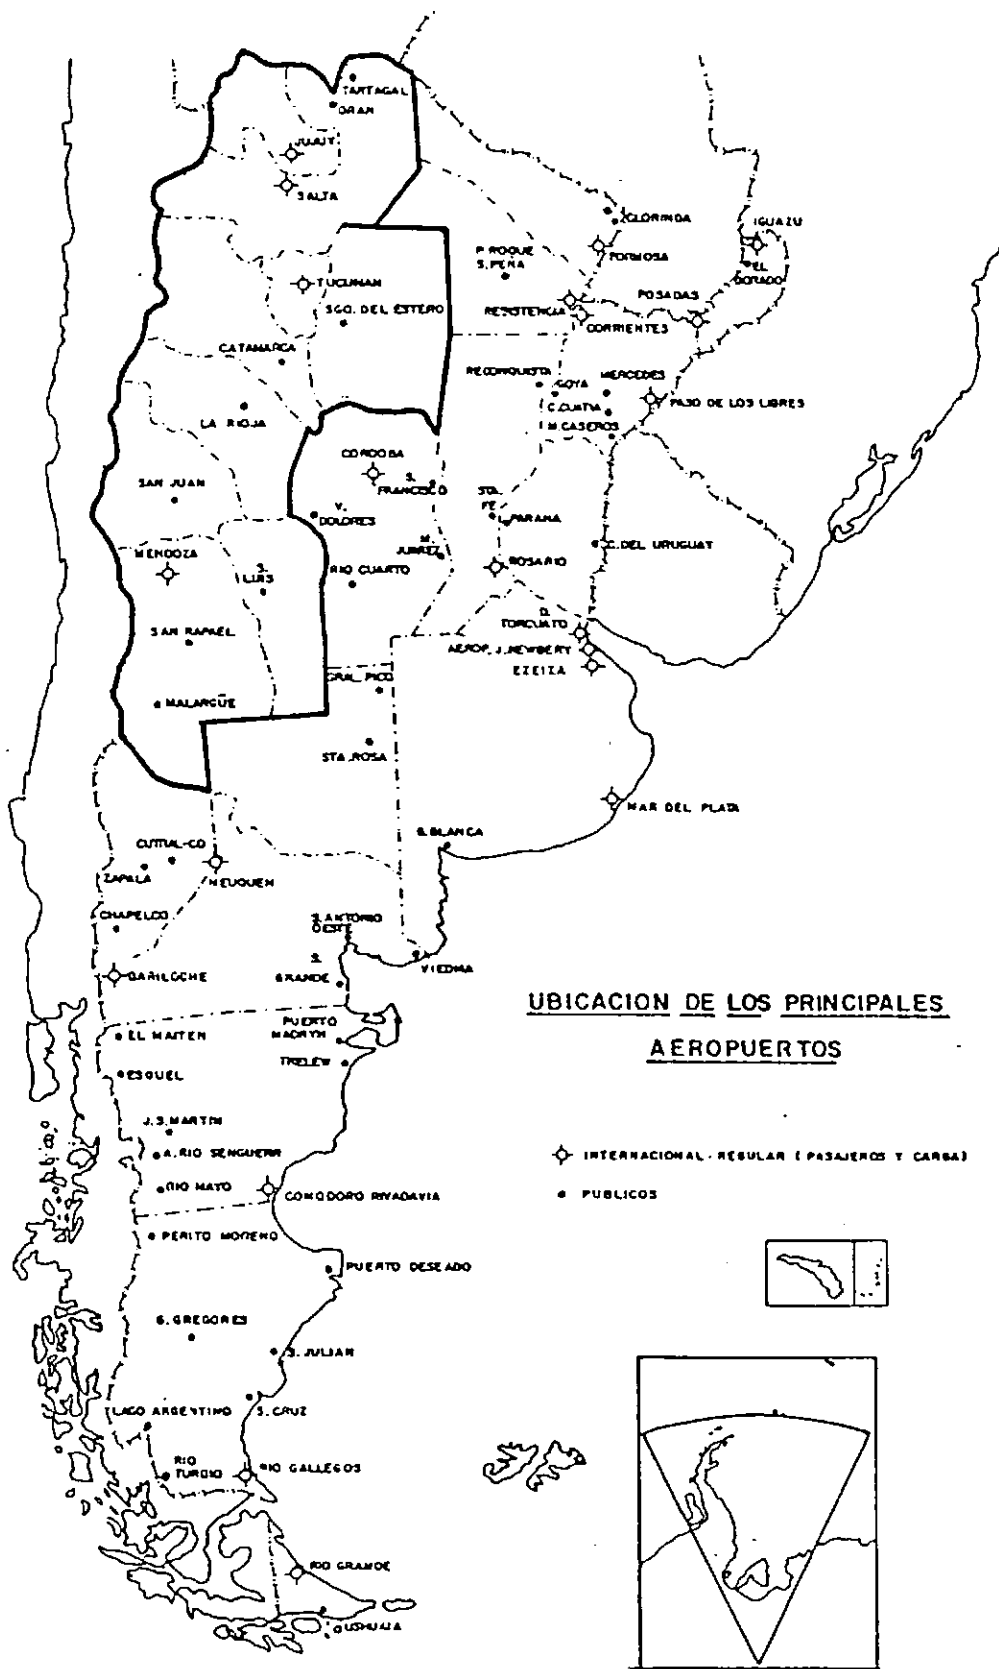 TARTAGAL
ORAN
JUJUY
SALTA
CLORINDA
IGUAZU
P. ROQUE
S. PEÑA
FORMOSA
EL
DORADO
TUCUMAN
POSADAS
SGO. DEL ESTERO
RESISTENCIA
CORRIENTES
CATAMARCA
RECONQUISTA
GOYA
MERCEDES
LA RIOJA
C. CUATIA
PASO DE LOS LIBRES
M. CASEROS
CORDOBA
SAN JUAN
S.
FRANCISCO
STA.
FE
V.
DOLORES
PARANA
MENDOZA
M.
JUAREZ
C. DEL URUGUAY
S.
LUIS
RIO CUARTO
ROSARIO
SAN RAFAEL
D.
TORCUATO
AEROP. J. NEWBERY
EZEIZA
GRAL. PICO
MALARGÜE
STA. ROSA
MAR DEL PLATA
B. BLANCA
CUTRAL-CO
ZAPALA
NEUQUEN
CHAPELCO
S. ANTONIO
OESTE
S.
GRANDE
VIEDMA
BARILOCHE
UBICACION DE LOS PRINCIPALES
AEROPUERTOS
PUERTO
MADRYN
EL MAITEN
TRELEW
ESQUEL
J. S. MARTIN
A. RIO SENGUERR
INTERNACIONAL - REGULAR ( PASAJEROS Y CARGA)
RIO MAYO
COMODORO RIVADAVIA
PUBLICOS
PERITO MORENO
PUERTO DESEADO
G. GREGORES
S. JULIAN
LAGO ARGENTINO
S. CRUZ
RIO
TURBIO
RIO GALLEGOS
RIO GRANDE
USHUAIA